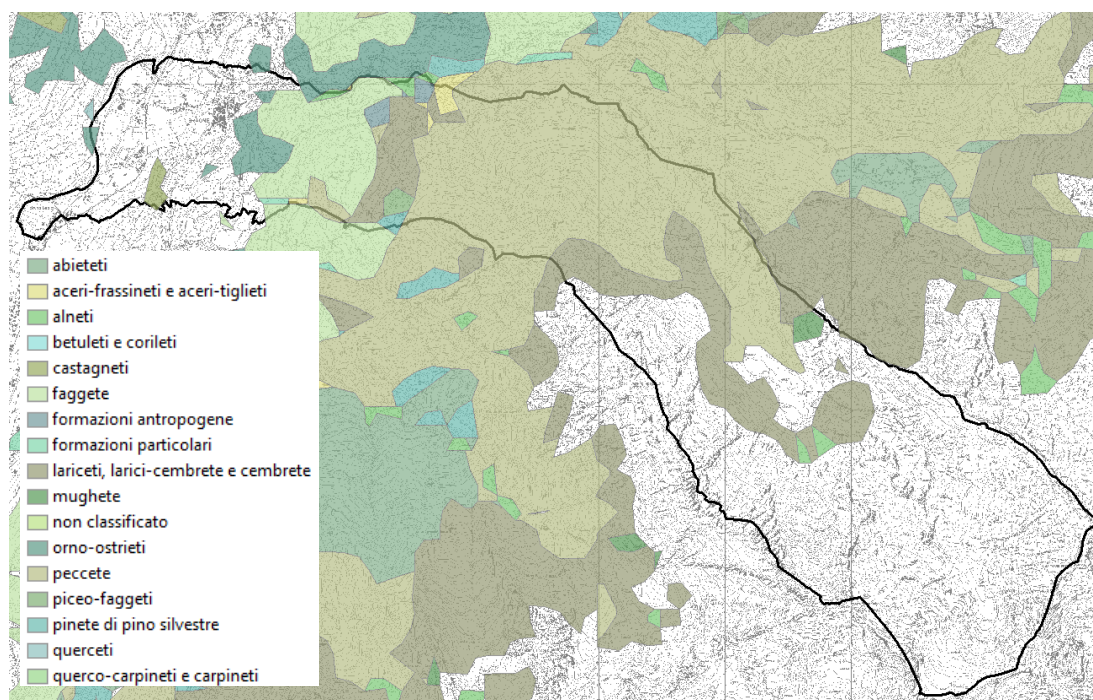 abieteti
aceri-frassineti e aceri-tiglieti
alneti
betuleti e corileti
castagneti
faggete
formazioni antropogene
formazioni particolari
lariceti, larici-cembrete e cembrete
mughete
non classificato
orno-ostrieti
peccete
piceo-faggeti
pinete di pino silvestre
querceti
querco-carpineti e carpineti